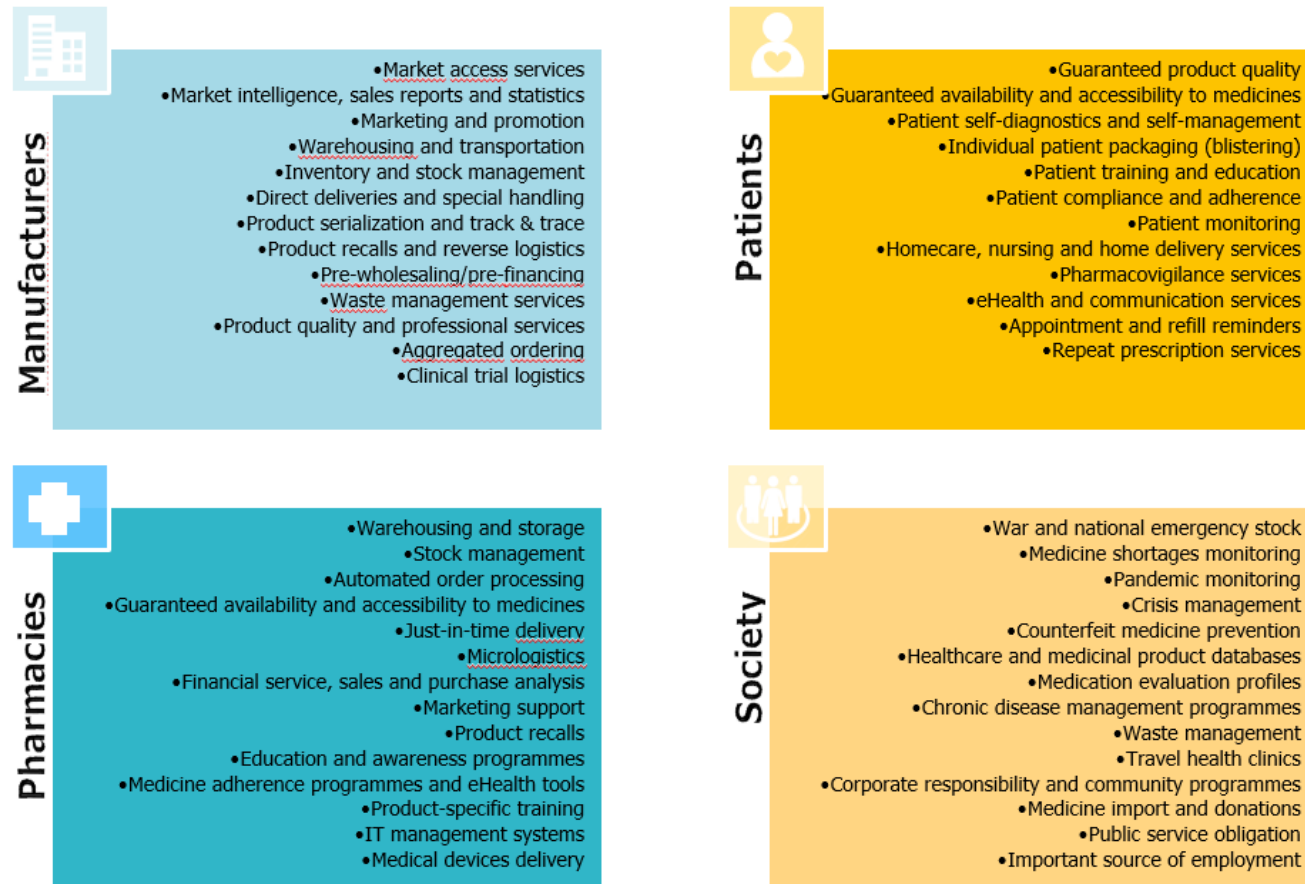 Manufacturers
•Market access services
•Market intelligence, sales reports and statistics
•Marketing and promotion
•Warehousing and transportation
•Inventory and stock management
•Direct deliveries and special handling
•Product serialization and track & trace
•Product recalls and reverse logistics
•Pre-wholesaling/pre-financing
•Waste management services
•Product quality and professional services
•Aggregated ordering
•Clinical trial logistics
Patients
•Guaranteed product quality
•Guaranteed availability and accessibility to medicines
•Patient self-diagnostics and self-management
•Individual patient packaging (blistering)
•Patient training and education
•Patient compliance and adherence
•Patient monitoring
•Homecare, nursing and home delivery services
•Pharmacovigilance services
•eHealth and communication services
•Appointment and refill reminders
•Repeat prescription services
Pharmacies
•Warehousing and storage
•Stock management
•Automated order processing
•Guaranteed availability and accessibility to medicines
•Just-in-time delivery
•Micrologistics
•Financial service, sales and purchase analysis
•Marketing support
•Product recalls
•Education and awareness programmes
•Medicine adherence programmes and eHealth tools
•Product-specific training
•IT management systems
•Medical devices delivery
Society
•War and national emergency stock
•Medicine shortages monitoring
•Pandemic monitoring
•Crisis management
•Counterfeit medicine prevention
•Healthcare and medicinal product databases
•Medication evaluation profiles
•Chronic disease management programmes
•Waste management
•Travel health clinics
•Corporate responsibility and community programmes
•Medicine import and donations
•Public service obligation
•Important source of employment